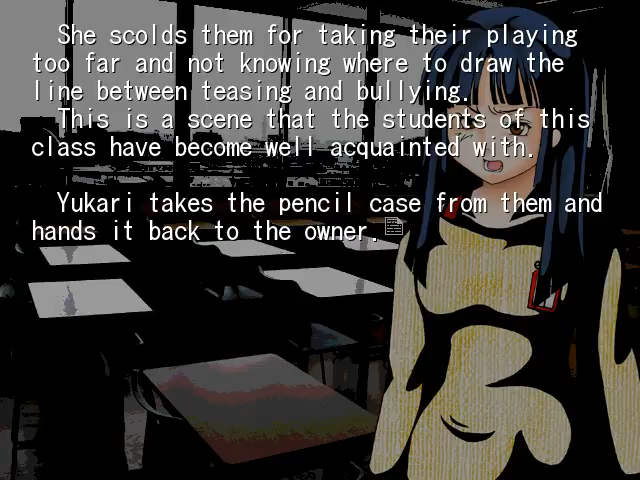 She scolds them for taking their playing
too far and not knowing where to draw the
line between teasing and bullying.
This is a scene that the students of this
class have become well acquainted with.
Yukari takes the pencil case from them and
hands it back to the owner.